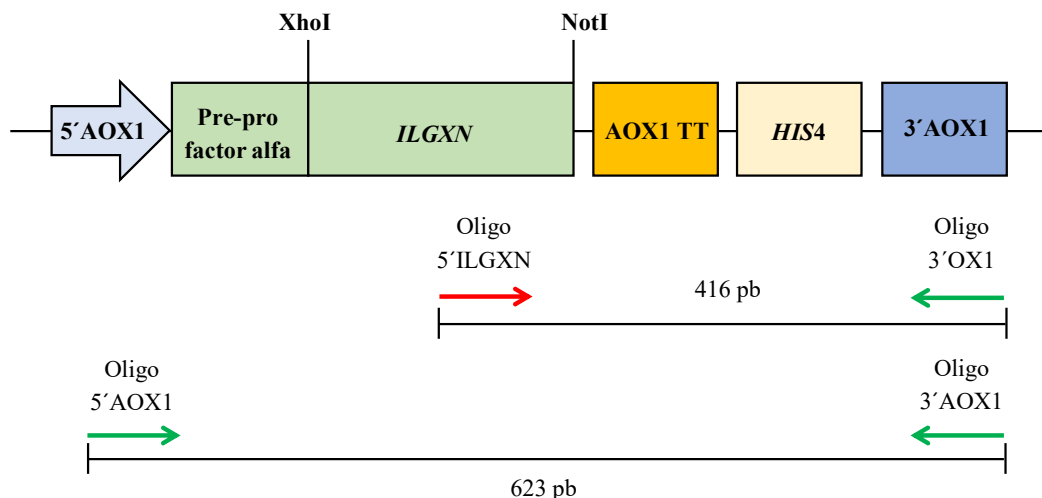 XhoI
NotI
5´AOX1
Pre-pro
factor alfa
ILGXN
AOX1 TT
HIS4
3´AOX1
Oligo
5´ILGXN
Oligo
3´OX1
416 pb
Oligo
5´AOX1
Oligo
3´AOX1
623 pb